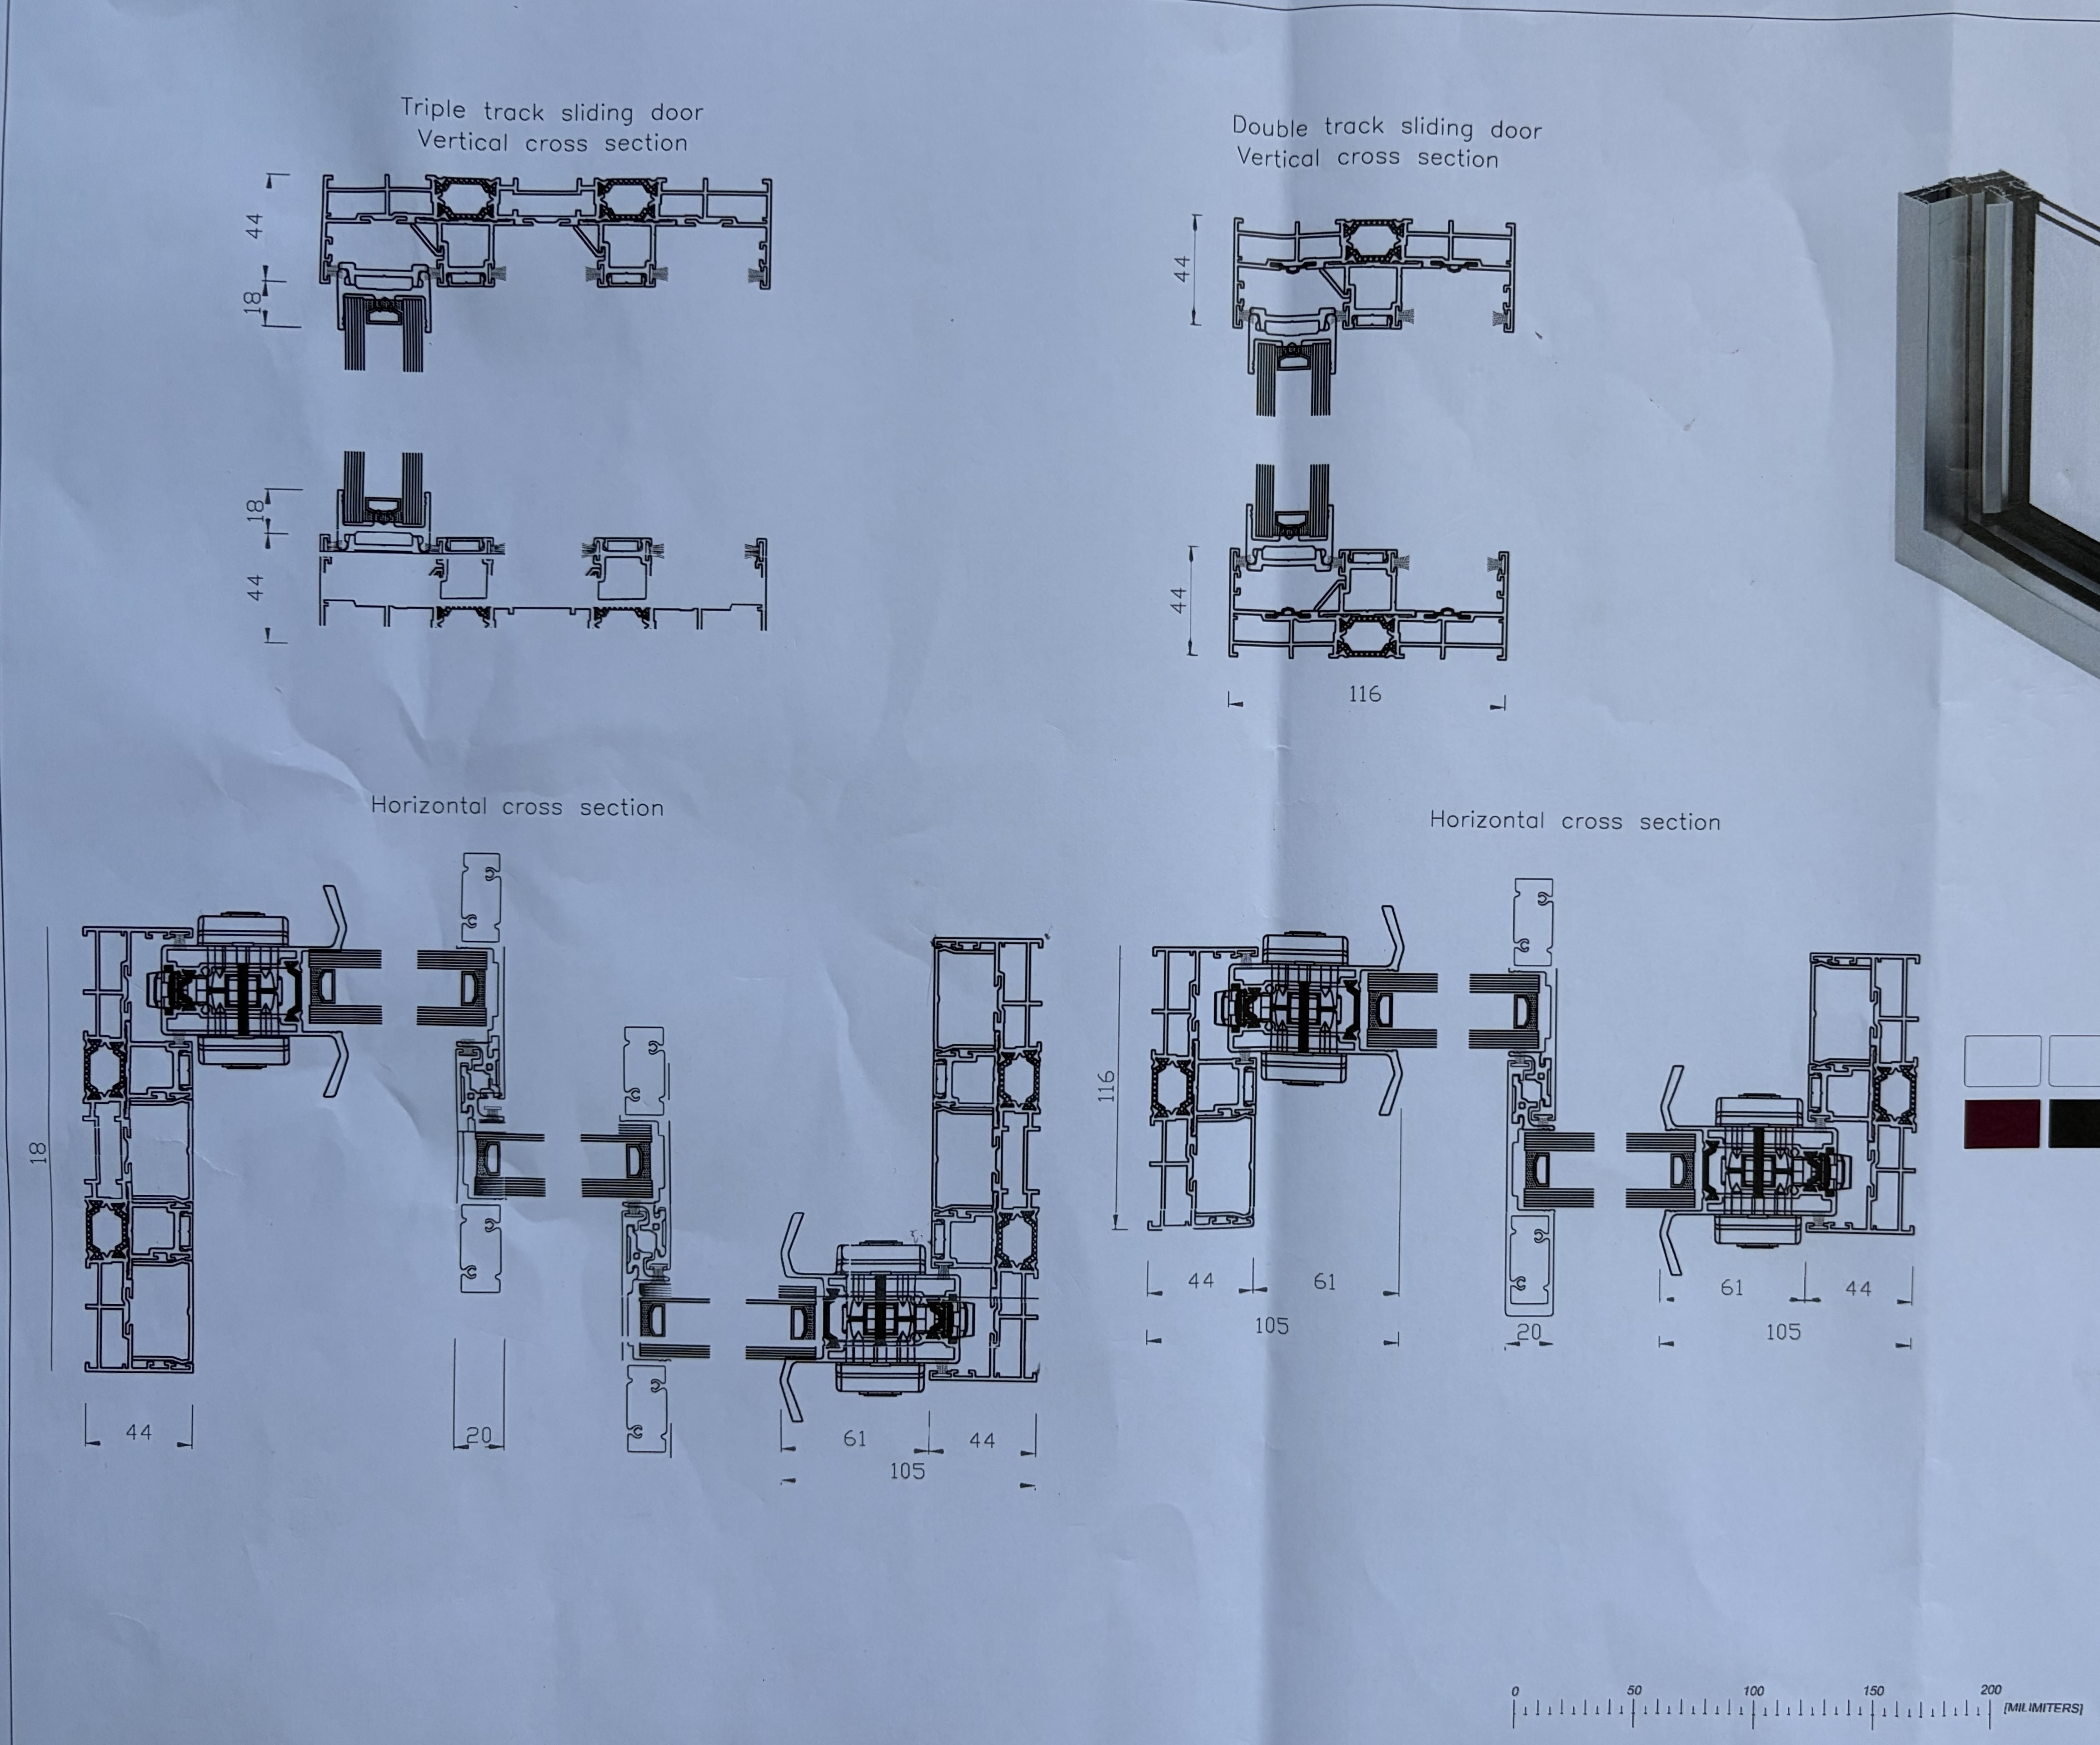 Triple track sliding door
Vertical cross section
44
18
18
44
Double track sliding door
Vertical cross section
44
44
116
Horizontal cross section
18
44
20
61
44
105
Horizontal cross section
116
44
61
105
20
61
44
105
0 50 100 150 200
[MILIMITERS]